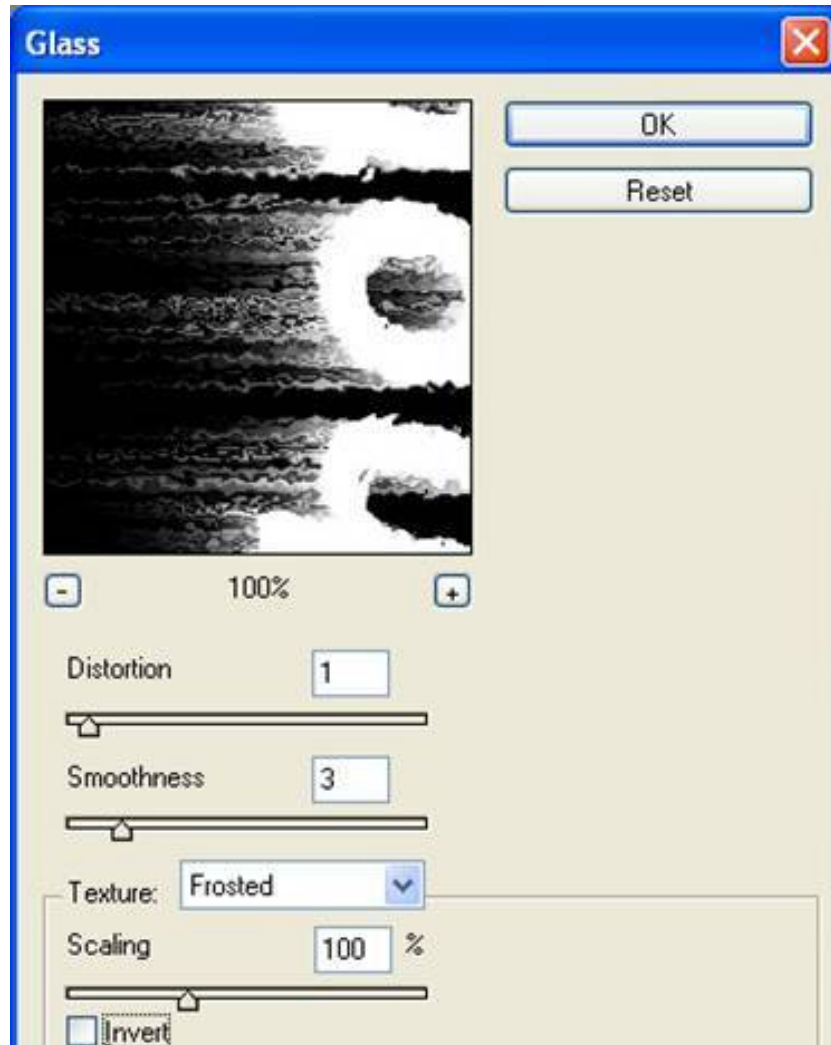 Glass
OK
Reset
- 100% +
Distortion 1
Smoothness 3
Texture: Frosted
Scaling 100 %
Invert